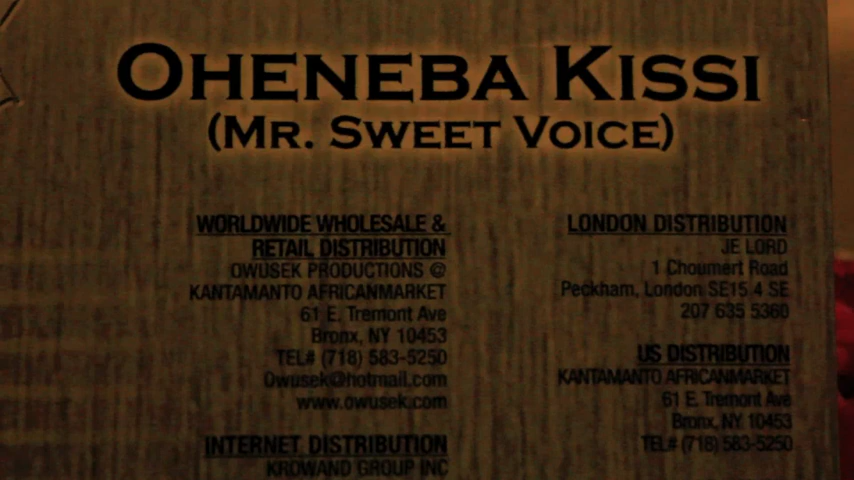 OHENEBA KISSI
(MR. SWEET VOICE)
WORLDWIDE WHOLESALE &
RETAIL DISTRIBUTION
OWUSEK PRODUCTIONS @
KANTAMANTO AFRICANMARKET
61 E. Tremont Ave
Bronx, NY 10453
TEL# (718) 583-5250
Owusek@hotmail.com
www.owusek.com
INTERNET DISTRIBUTION
KROWAND GROUP INC
LONDON DISTRIBUTION
JE LORD
1 Choumert Road
Peckham, London SE15 4 SE
207 635 5360
US DISTRIBUTION
KANTAMANTO AFRICANMARKET
61 E. Tremont Ave
Bronx, NY 10453
TEL# (718) 583-5250